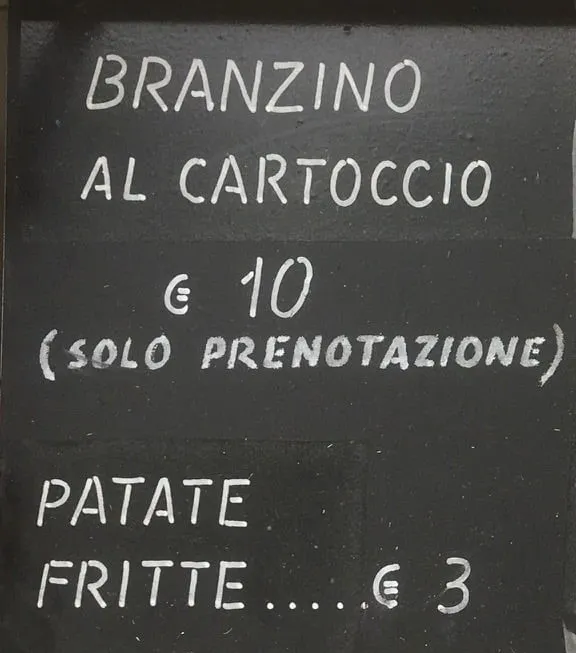 BRANZINO
AL CARTOCCIO
€ 10
(SOLO PRENOTAZIONE)
PATATE
FRITTE.....€ 3